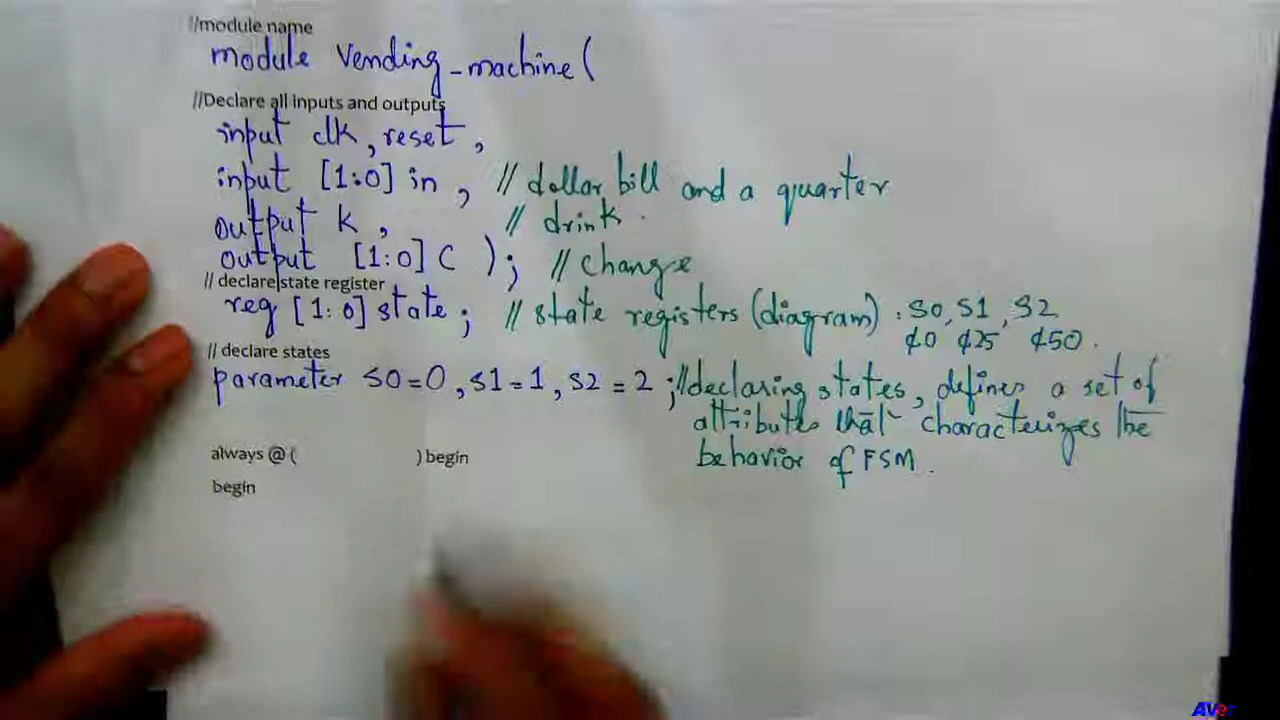 //module name
module Vending_machine(
//Declare all inputs and outputs
input clk, reset,
input [1:0] in, // dollar bill and a quarter
output k, // drink.
output [1:0] C ); // change
// declare state register
reg [1:0] state; // state registers (diagram) : S0, S1, S2
¢0 ¢25 ¢50.
// declare states
parameter S0=0, S1=1, S2=2; //declaring states, defines a set of
attributes that characterizes the
behavior of FSM.
always @ ( ) begin
begin
AVer